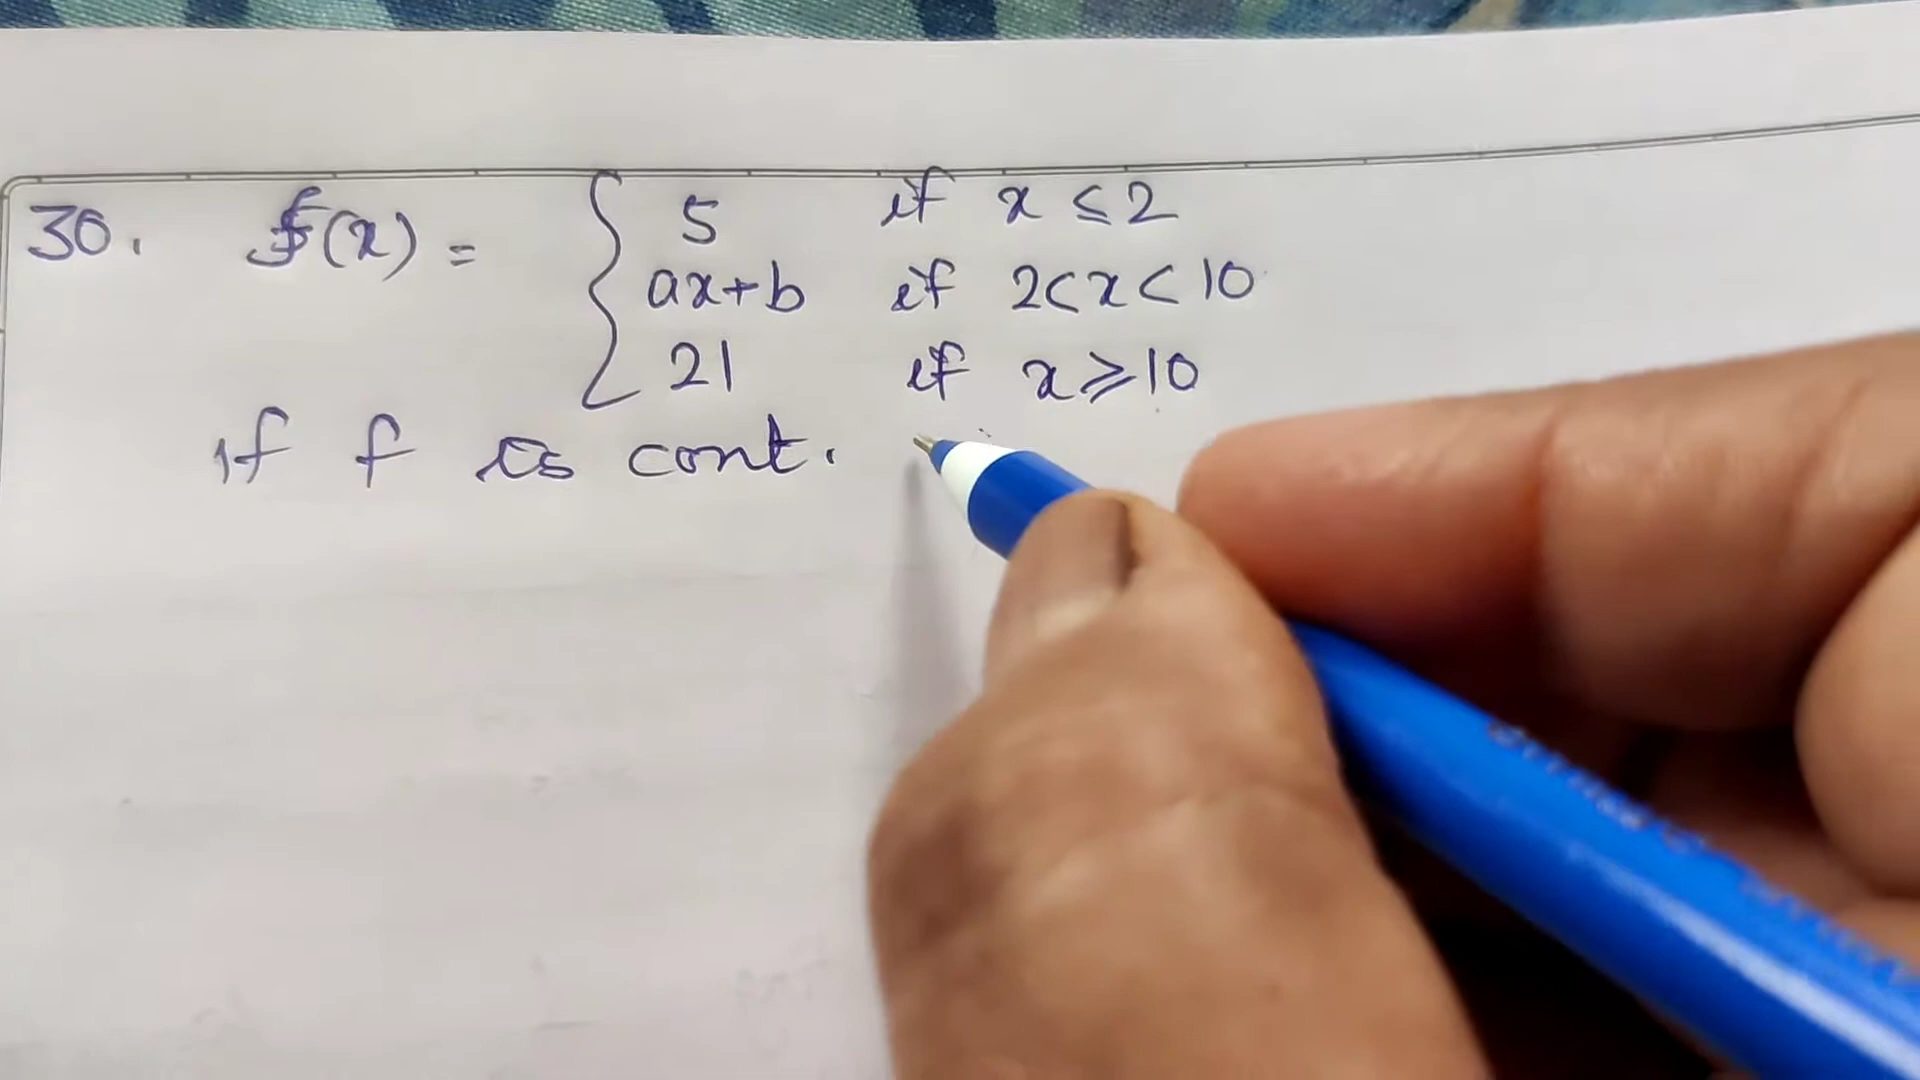 30. f(x) = { 5 if x ≤ 2
ax+b if 2<x<10
21 if x ⩾ 10
if f is cont.